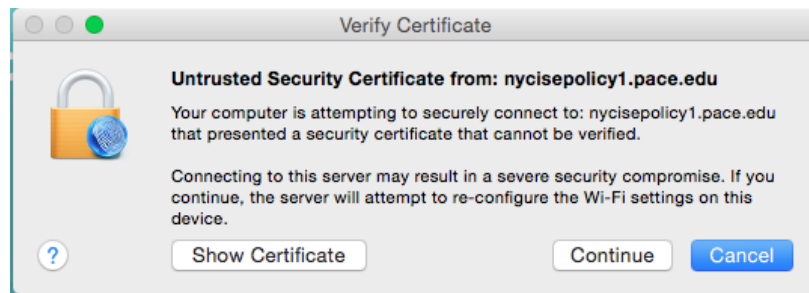 Verify Certificate
Untrusted Security Certificate from: nycisepolicy1.pace.edu
Your computer is attempting to securely connect to: nycisepolicy1.pace.edu
that presented a security certificate that cannot be verified.
Connecting to this server may result in a severe security compromise. If you
continue, the server will attempt to re-configure the Wi-Fi settings on this
device.
? Show Certificate Continue Cancel